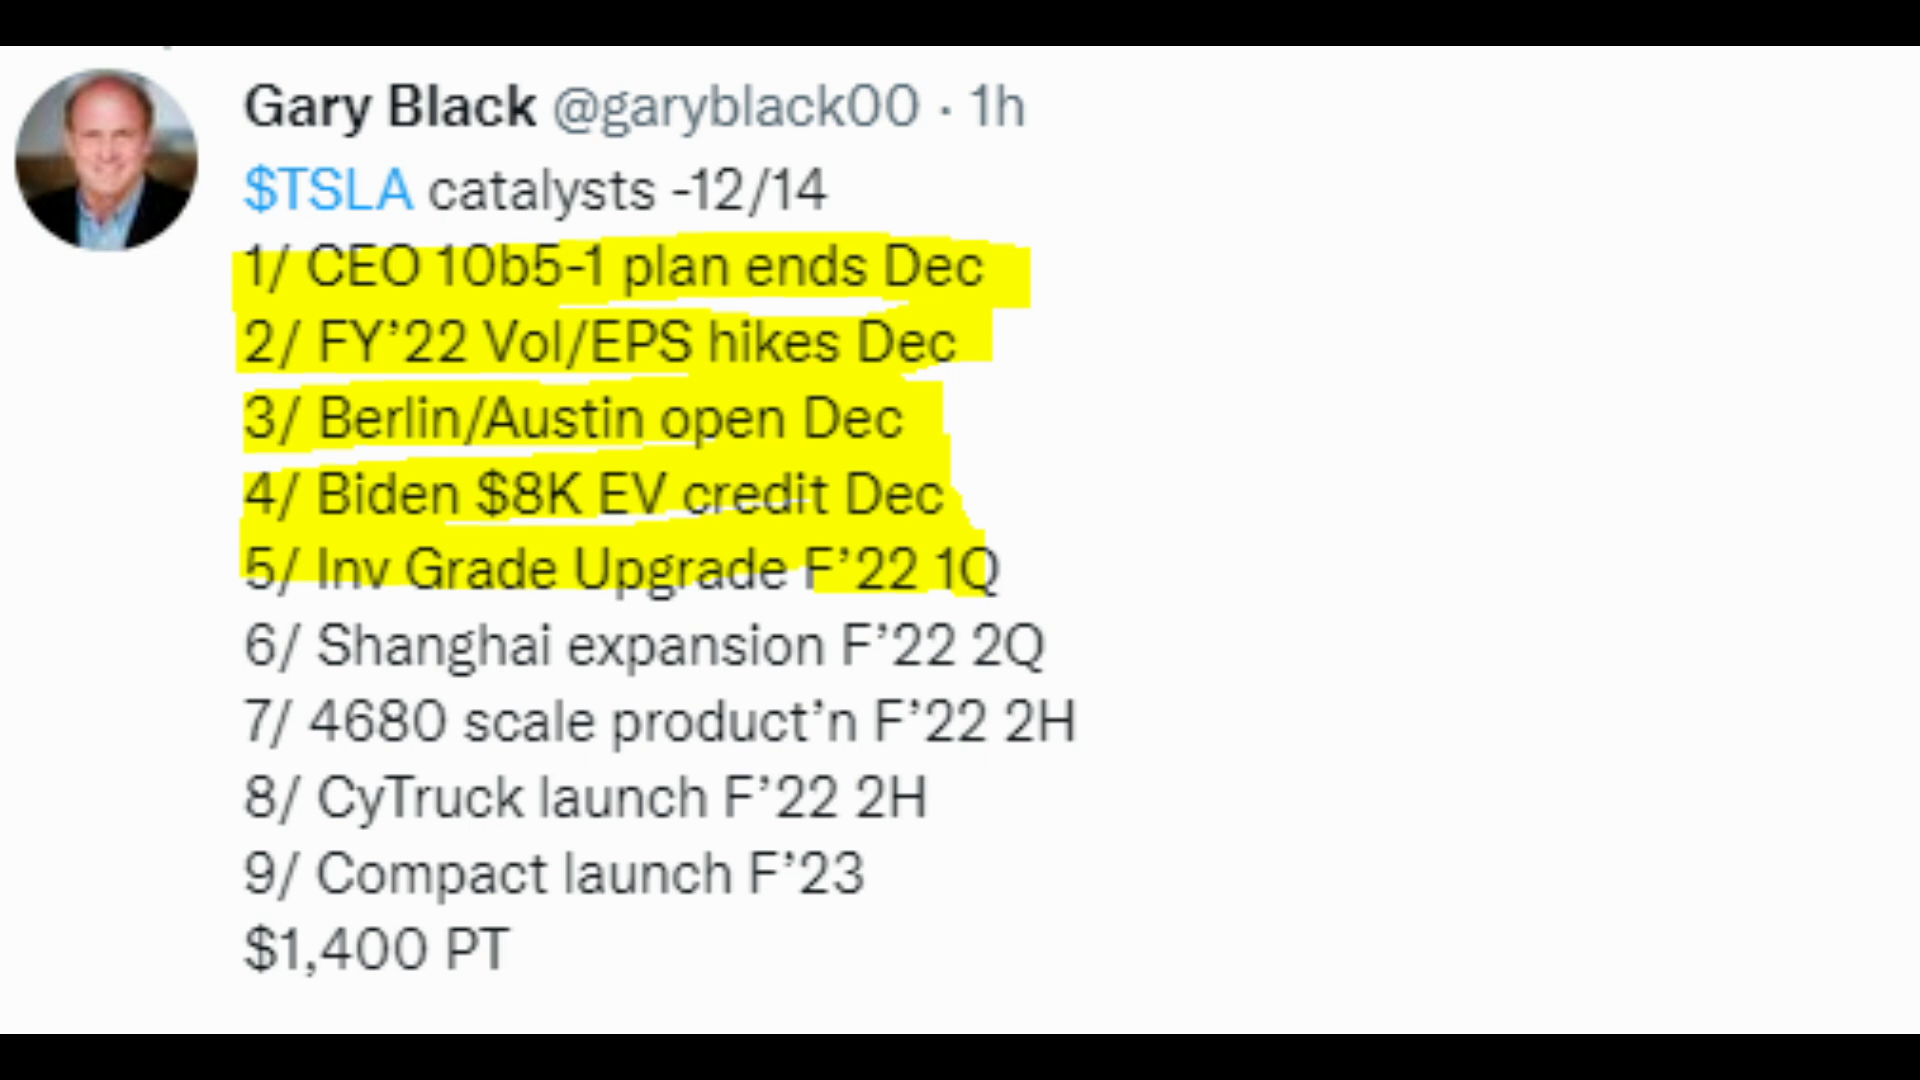 Gary Black @garyblack00 · 1h
$TSLA catalysts -12/14
1/ CEO 10b5-1 plan ends Dec
2/ FY’22 Vol/EPS hikes Dec
3/ Berlin/Austin open Dec
4/ Biden $8K EV credit Dec
5/ Inv Grade Upgrade F’22 1Q
6/ Shanghai expansion F’22 2Q
7/ 4680 scale product’n F’22 2H
8/ CyTruck launch F’22 2H
9/ Compact launch F’23
$1,400 PT